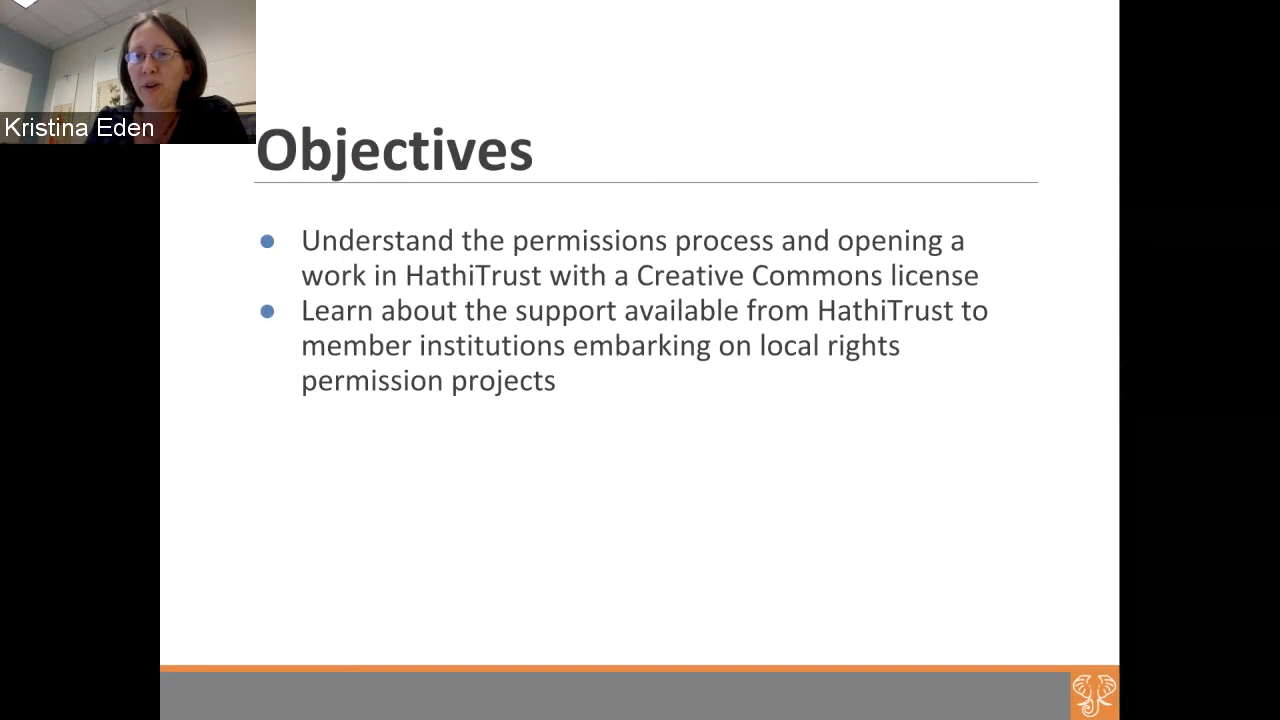 Kristina Eden
Objectives
● Understand the permissions process and opening a
work in HathiTrust with a Creative Commons license
● Learn about the support available from HathiTrust to
member institutions embarking on local rights
permission projects